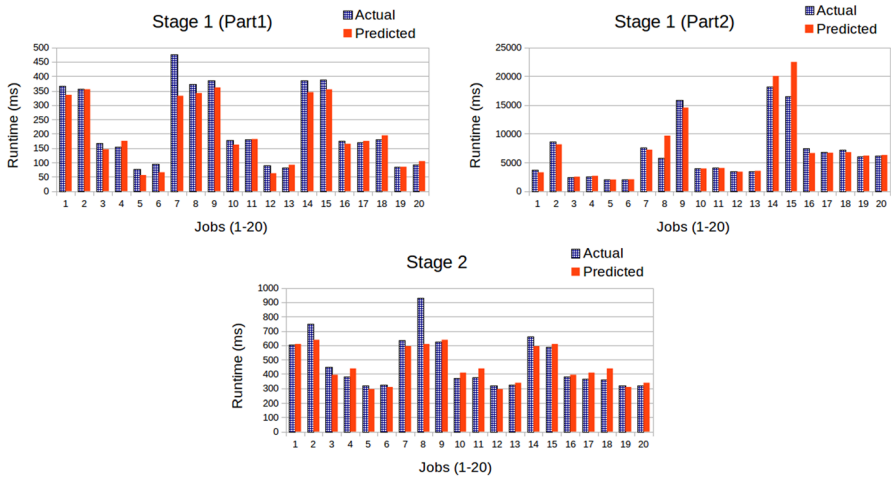 Stage 1 (Part1)
Actual
Predicted
Runtime (ms)
500
450
400
350
300
250
200
150
100
50
0
1 2 3 4 5 6 7 8 9 10 11 12 13 14 15 16 17 18 19 20
Jobs (1-20)
Stage 1 (Part2)
Actual
Predicted
Runtime (ms)
25000
20000
15000
10000
5000
0
1 2 3 4 5 6 7 8 9 10 11 12 13 14 15 16 17 18 19 20
Jobs (1-20)
Stage 2
Actual
Predicted
Runtime (ms)
1000
900
800
700
600
500
400
300
200
100
0
1 2 3 4 5 6 7 8 9 10 11 12 13 14 15 16 17 18 19 20
Jobs (1-20)